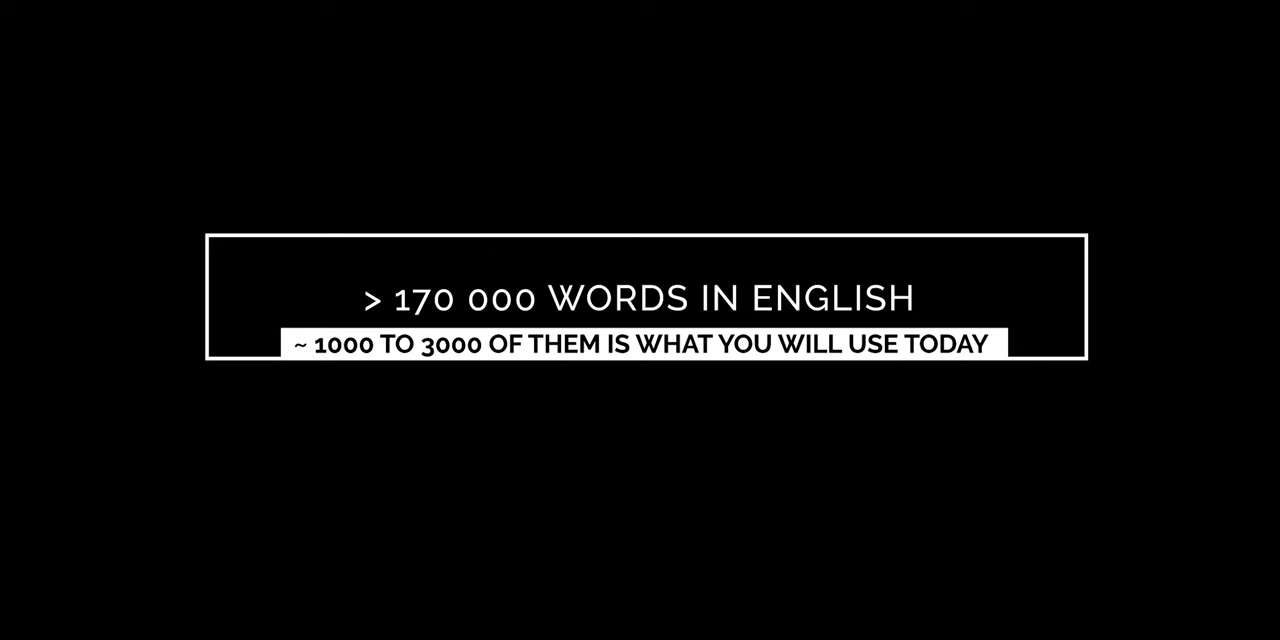 > 170 000 WORDS IN ENGLISH
~ 1000 TO 3000 OF THEM IS WHAT YOU WILL USE TODAY